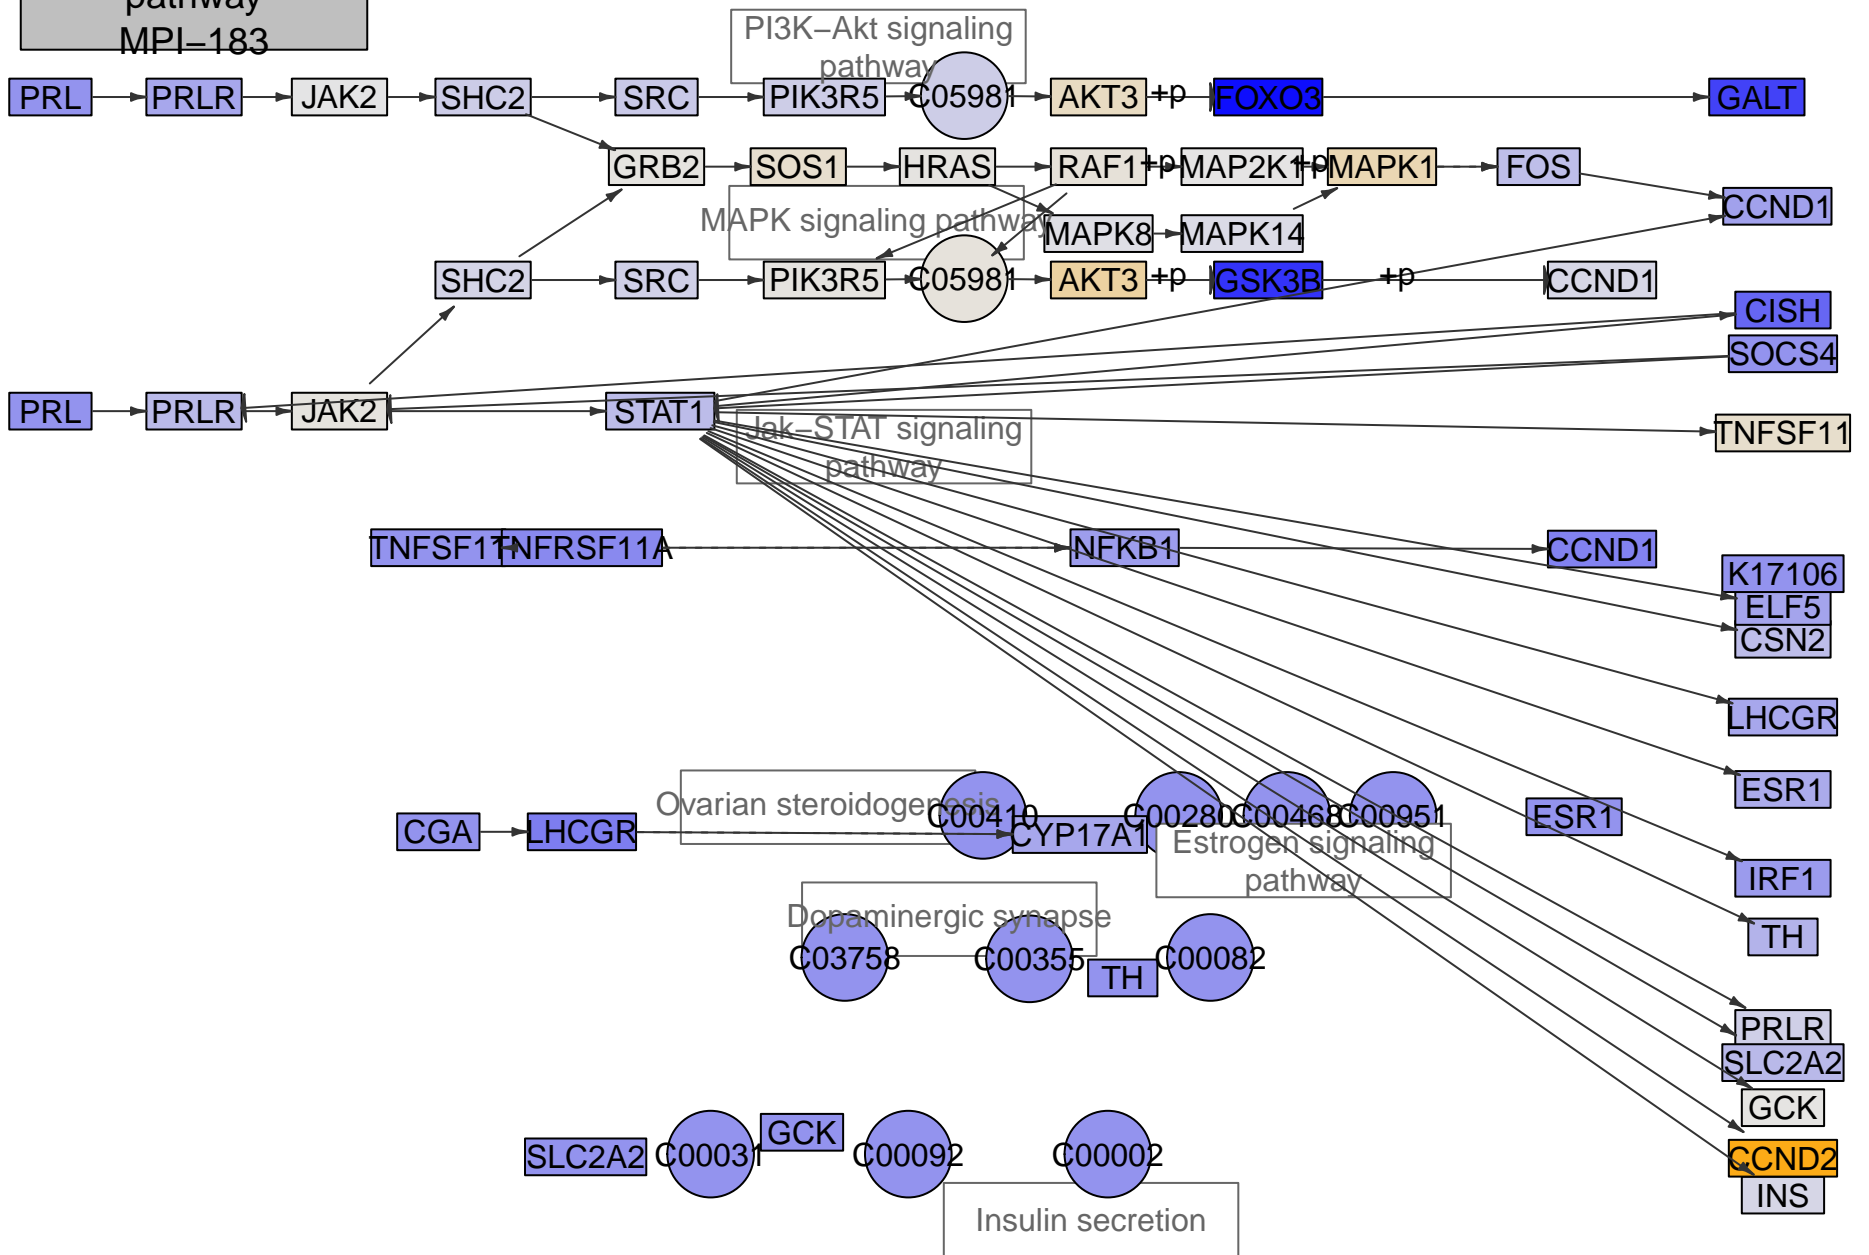 pathway
MPI−183
PI3K−Akt signaling
pathway
PRL
PRLR
JAK2
SHC2
SRC
PIK3R5
C05981
AKT3
+p
FOXO3
GALT
GRB2
SOS1
HRAS
RAF1
+p
MAP2K1
+p
MAPK1
FOS
CCND1
MAPK signaling pathway
MAPK8
MAPK14
SHC2
SRC
PIK3R5
C05981
AKT3
+p
GSK3B
+p
CCND1
CISH
SOCS4
PRL
PRLR
JAK2
STAT1
Jak−STAT signaling
pathway
TNFSF11
TNFSF11
TNFRSF11A
NFKB1
CCND1
K17106
ELF5
CSN2
LHCGR
ESR1
Ovarian steroidogenesis
C00410
C00280
C00468
C00951
ESR1
CGA
LHCGR
CYP17A1
Estrogen signaling
pathway
IRF1
Dopaminergic synapse
TH
C03758
C00355
TH
C00082
PRLR
SLC2A2
GCK
GCK
SLC2A2
C00031
C00092
C00002
CCND2
INS
Insulin secretion